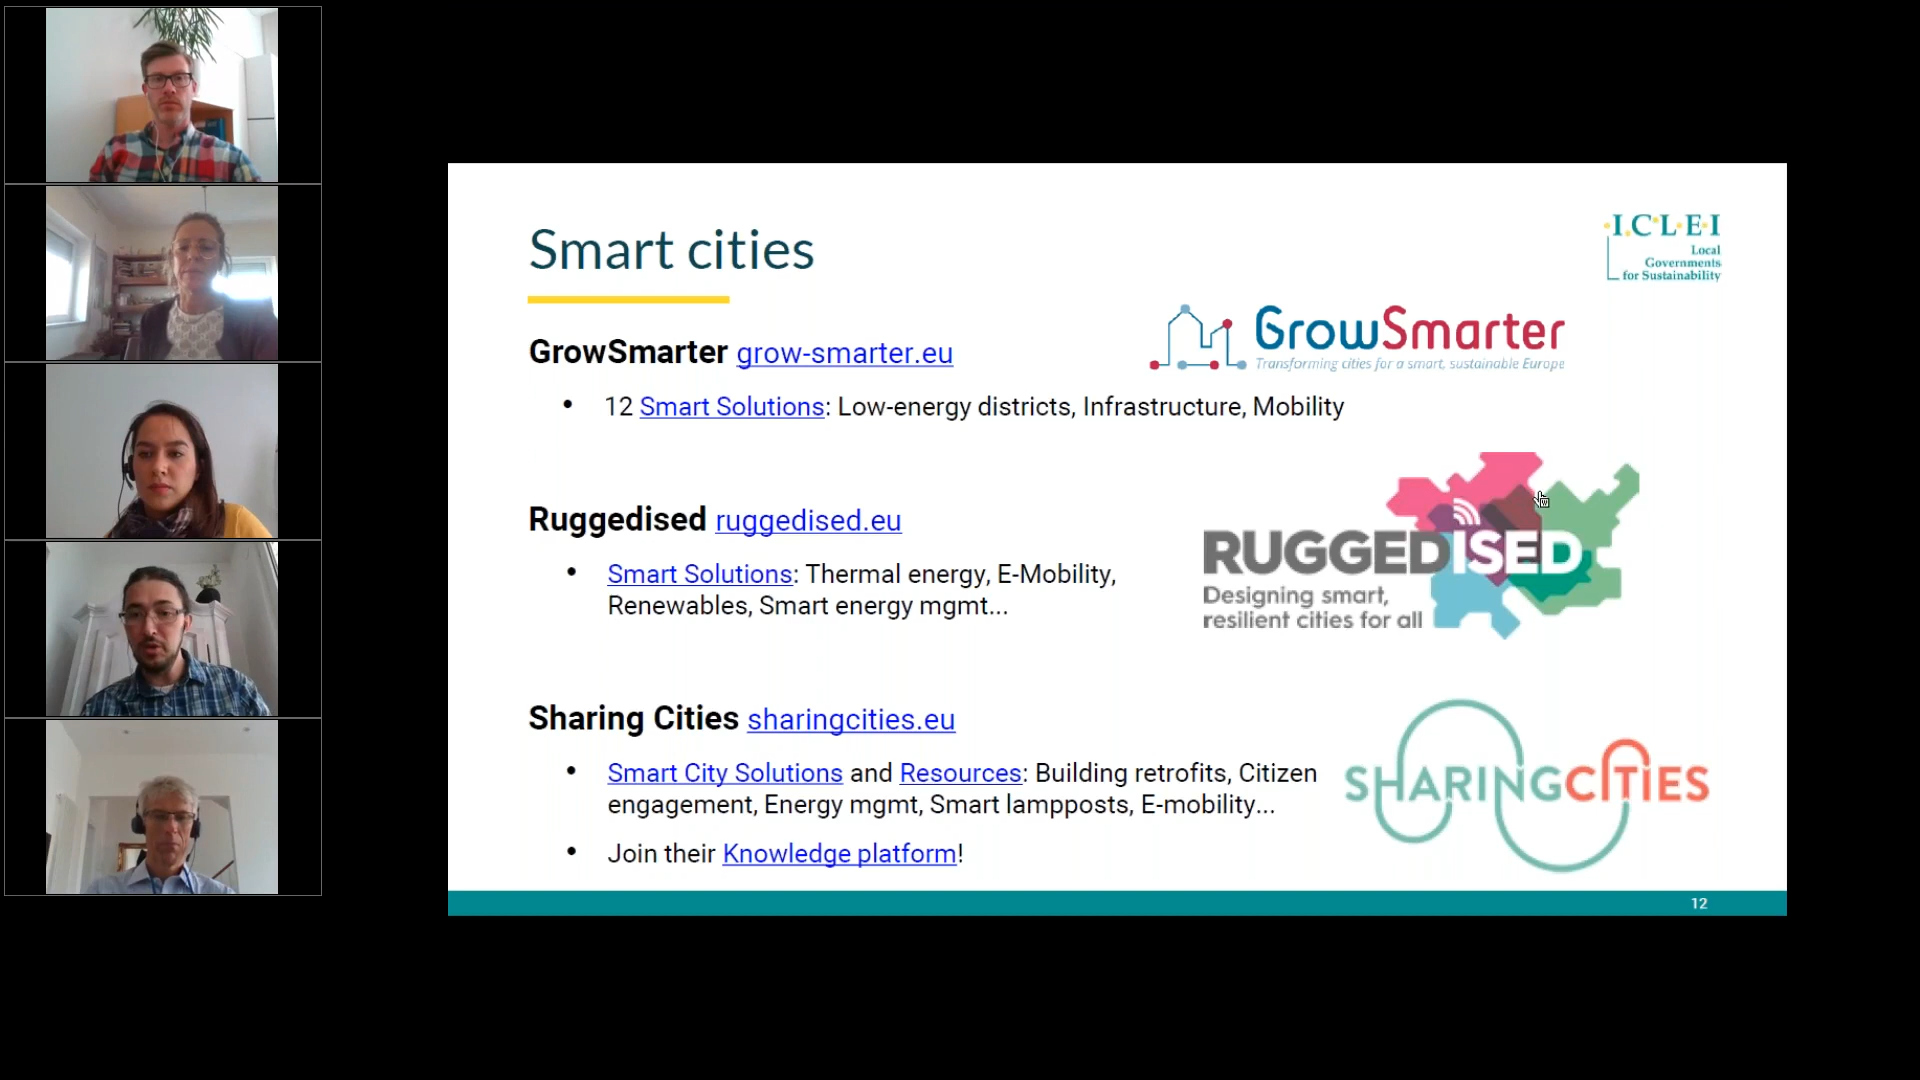 Smart cities
I.C.L.E.I
Local
Governments
for Sustainability
GrowSmarter
Transforming cities for a smart, sustainable Europe
GrowSmarter grow-smarter.eu
• 12 Smart Solutions: Low-energy districts, Infrastructure, Mobility
Ruggedised ruggedised.eu
• Smart Solutions: Thermal energy, E-Mobility,
Renewables, Smart energy mgmt...
RUGGEDISED
Designing smart,
resilient cities for all
Sharing Cities sharingcities.eu
• Smart City Solutions and Resources: Building retrofits, Citizen
engagement, Energy mgmt, Smart lampposts, E-mobility...
• Join their Knowledge platform!
SHARINGCITIES
12